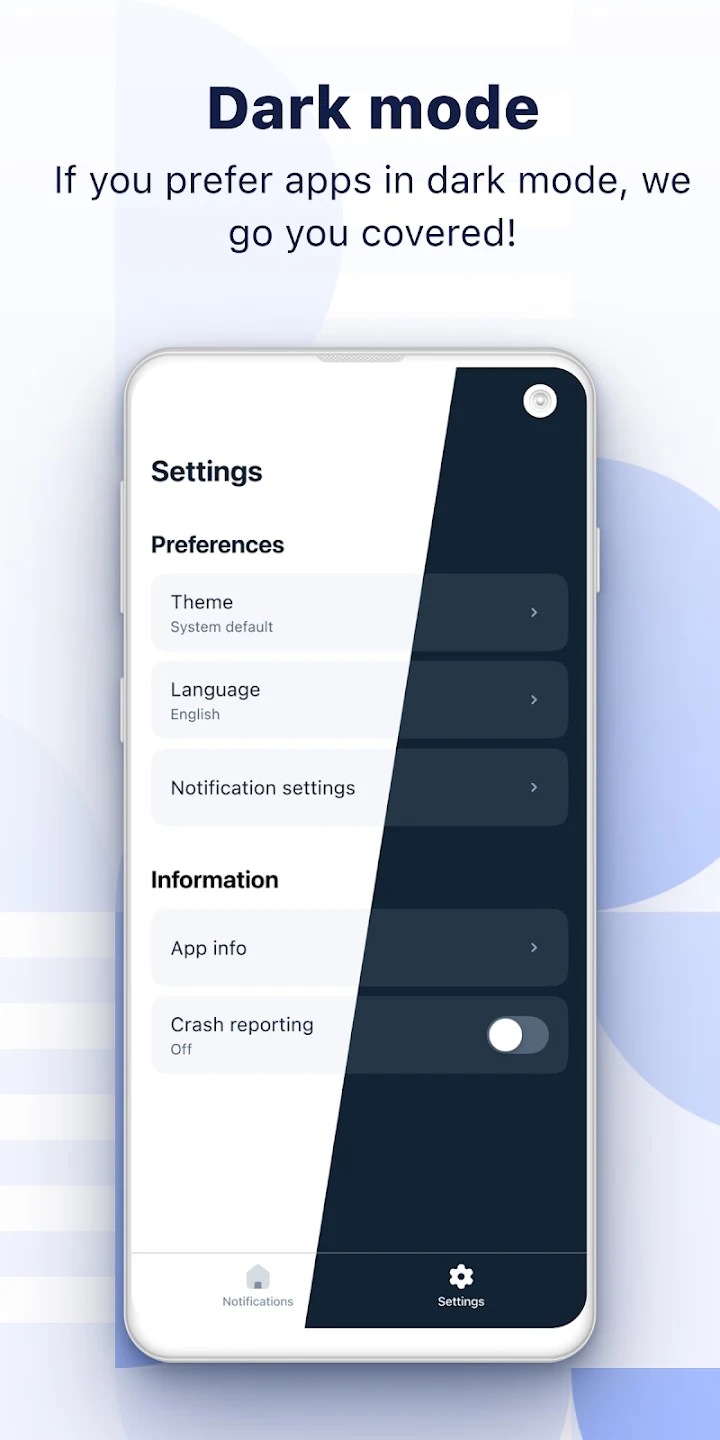 Dark mode
If you prefer apps in dark mode, we
go you covered!
Settings
Preferences
Theme
System default
Language
English
Notification settings
Information
App info
Crash reporting
Off
Notifications
Settings